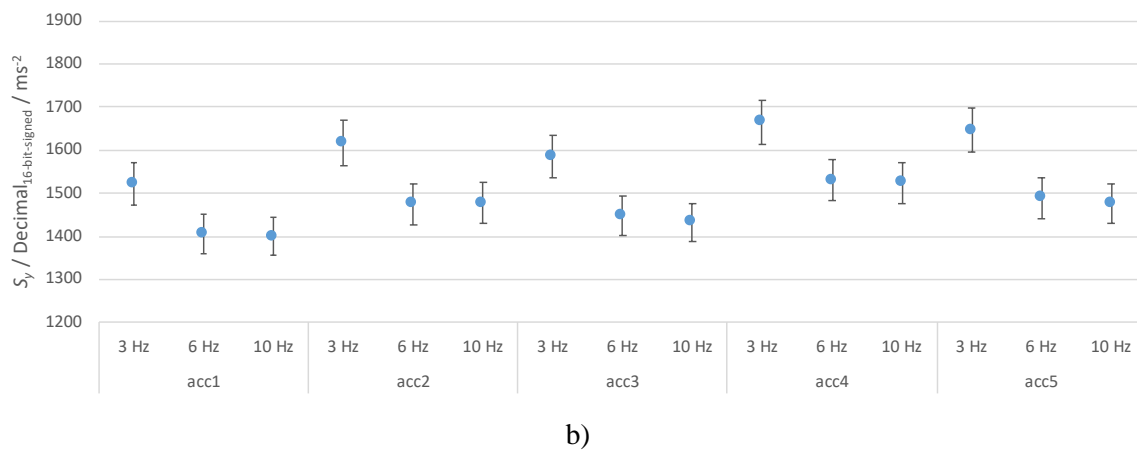 1900
1800
1700
1600
1500
1400
1300
1200
Sy / Decimal16-bit-signed / ms-2
3 Hz 6 Hz 10 Hz 3 Hz 6 Hz 10 Hz 3 Hz 6 Hz 10 Hz 3 Hz 6 Hz 10 Hz 3 Hz 6 Hz 10 Hz
acc1 acc2 acc3 acc4 acc5
b)